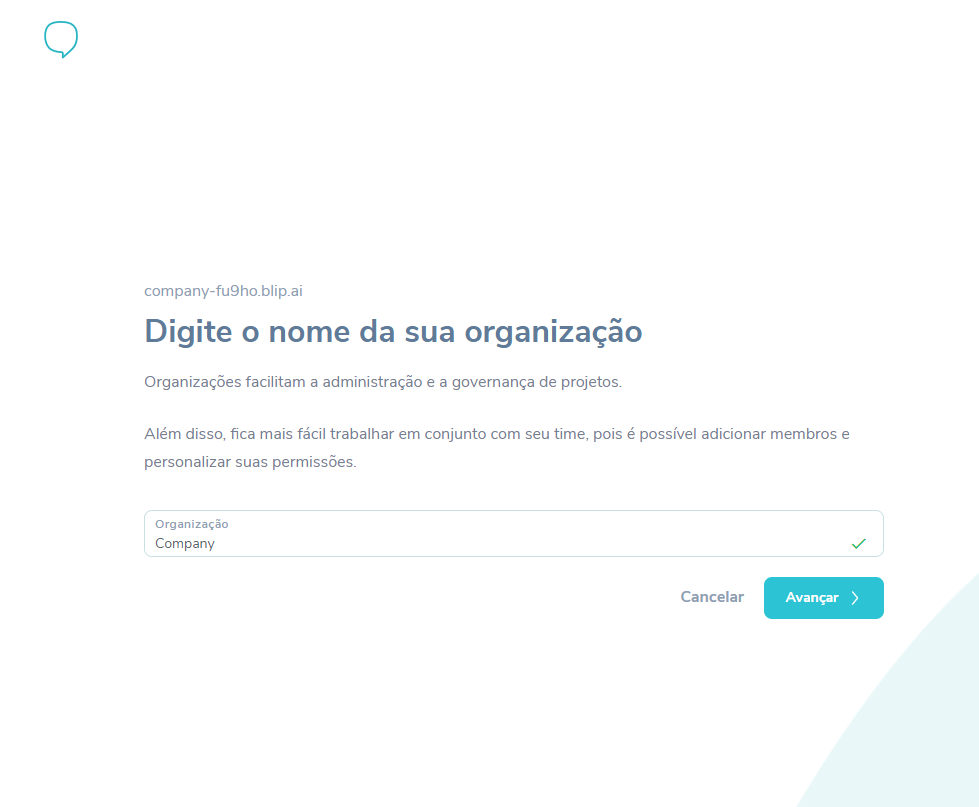 company-fu9ho.blip.ai
Digite o nome da sua organização
Organizações facilitam a administração e a governança de projetos.
Além disso, fica mais fácil trabalhar em conjunto com seu time, pois é possível adicionar membros e
personalizar suas permissões.
Organização
Company
Cancelar
Avançar